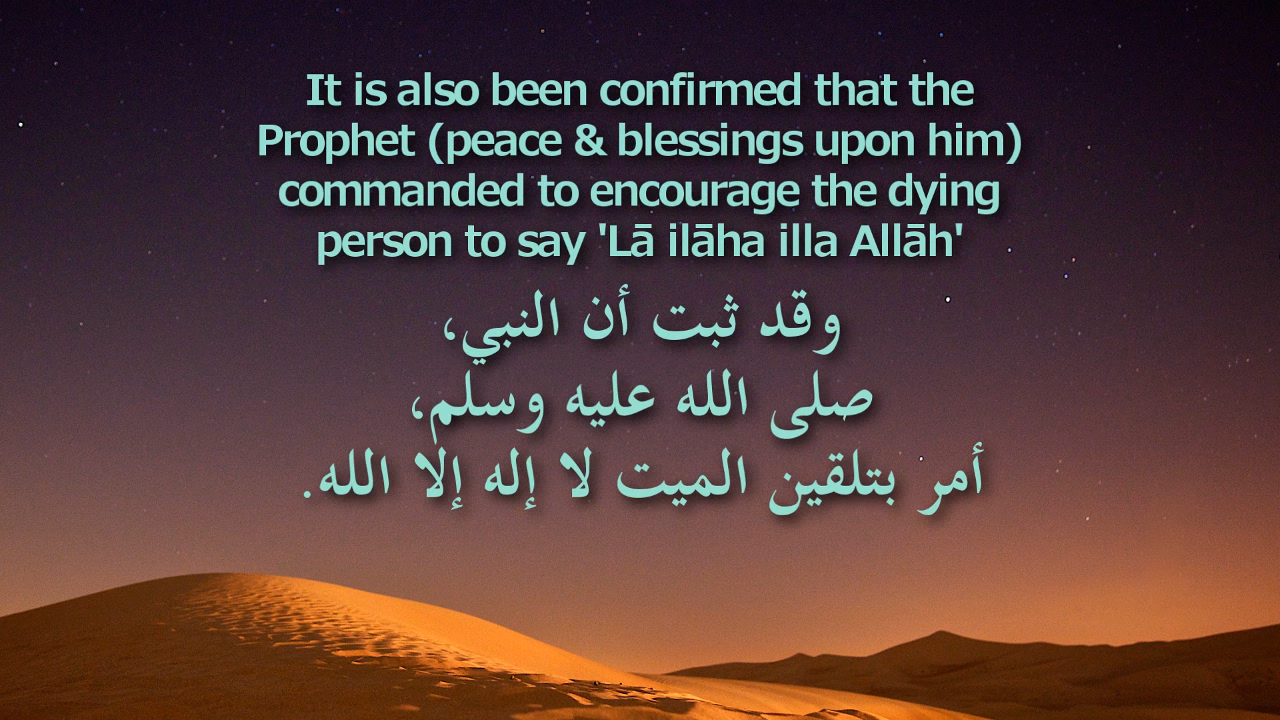 It is also been confirmed that the
Prophet (peace & blessings upon him)
commanded to encourage the dying
person to say 'Lā ilāha illa Allāh'
وقد ثبت أن النبي،
صلى الله عليه وسلم،
أمر بتلقين الميت لا إله إلا الله.